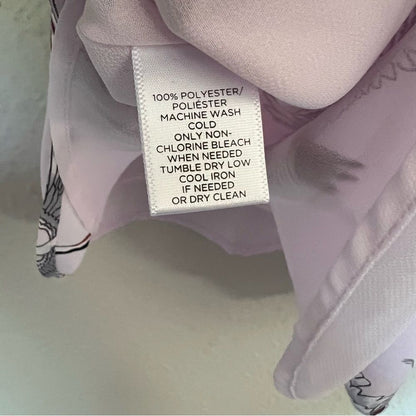 100% POLYESTER/
POLIÉSTER
MACHINE WASH
COLD
ONLY NON-
CHLORINE BLEACH
WHEN NEEDED
TUMBLE DRY LOW
COOL IRON
IF NEEDED
OR DRY CLEAN